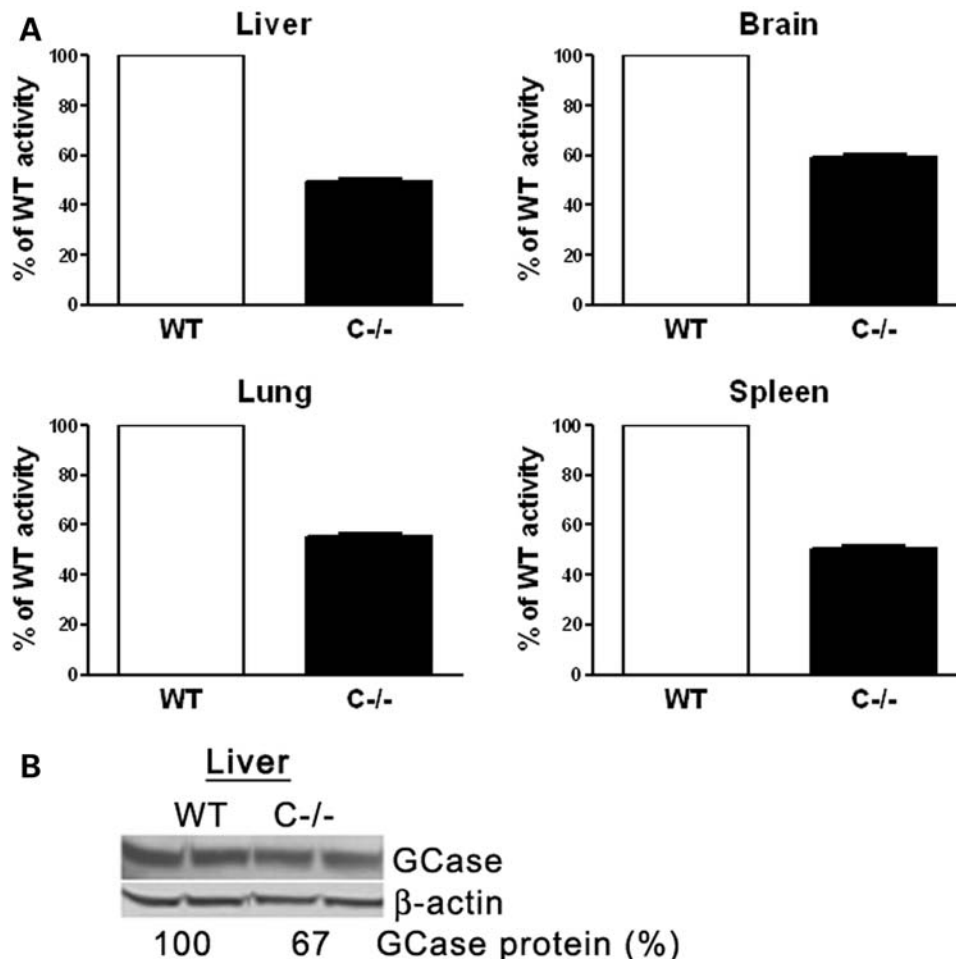 A
Liver
% of WT activity
100
80
60
40
20
0
WT C-/-
Brain
% of WT activity
100
80
60
40
20
0
WT C-/-
Lung
% of WT activity
100
80
60
40
20
0
WT C-/-
Spleen
% of WT activity
100
80
60
40
20
0
WT C-/-
B
Liver
WT C-/-
GCase
β-actin
100 67 GCase protein (%)